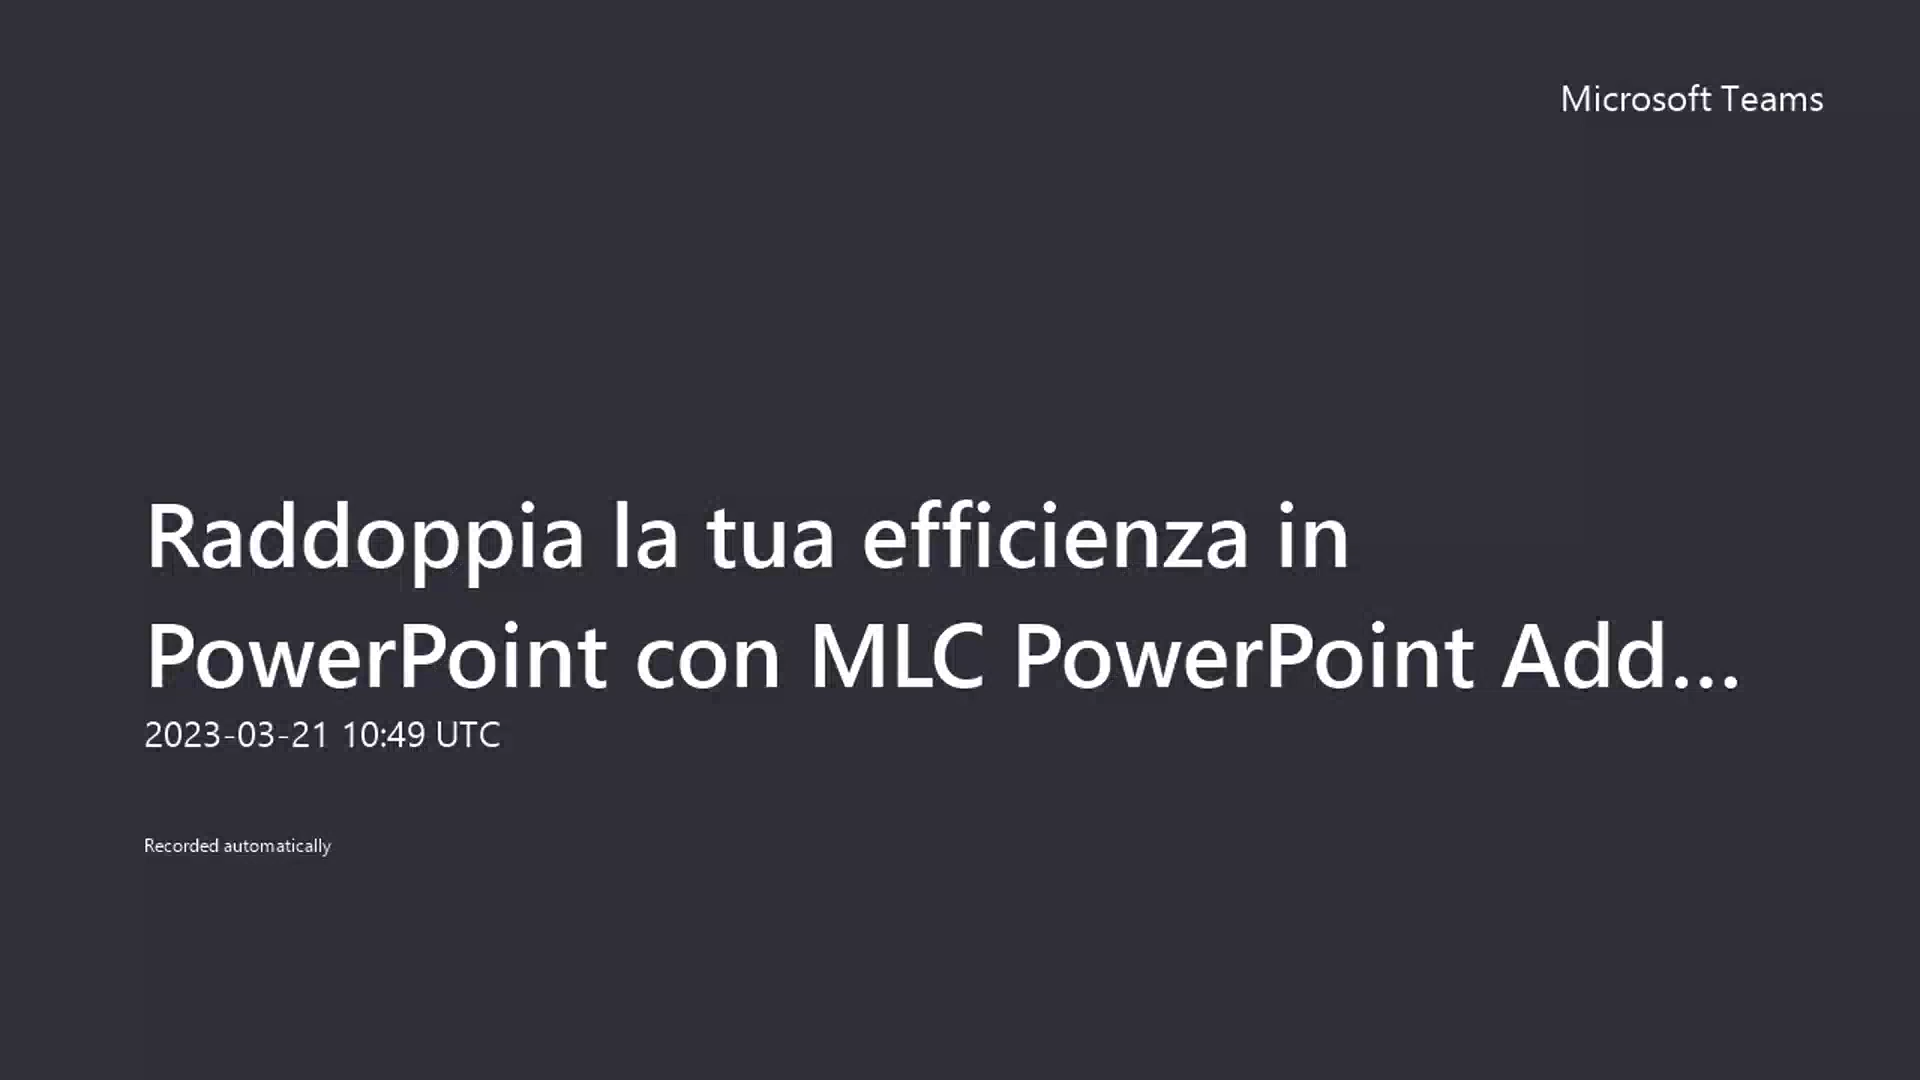 Microsoft Teams
Raddoppia la tua efficienza in
PowerPoint con MLC PowerPoint Add...
2023-03-21 10:49 UTC
Recorded automatically